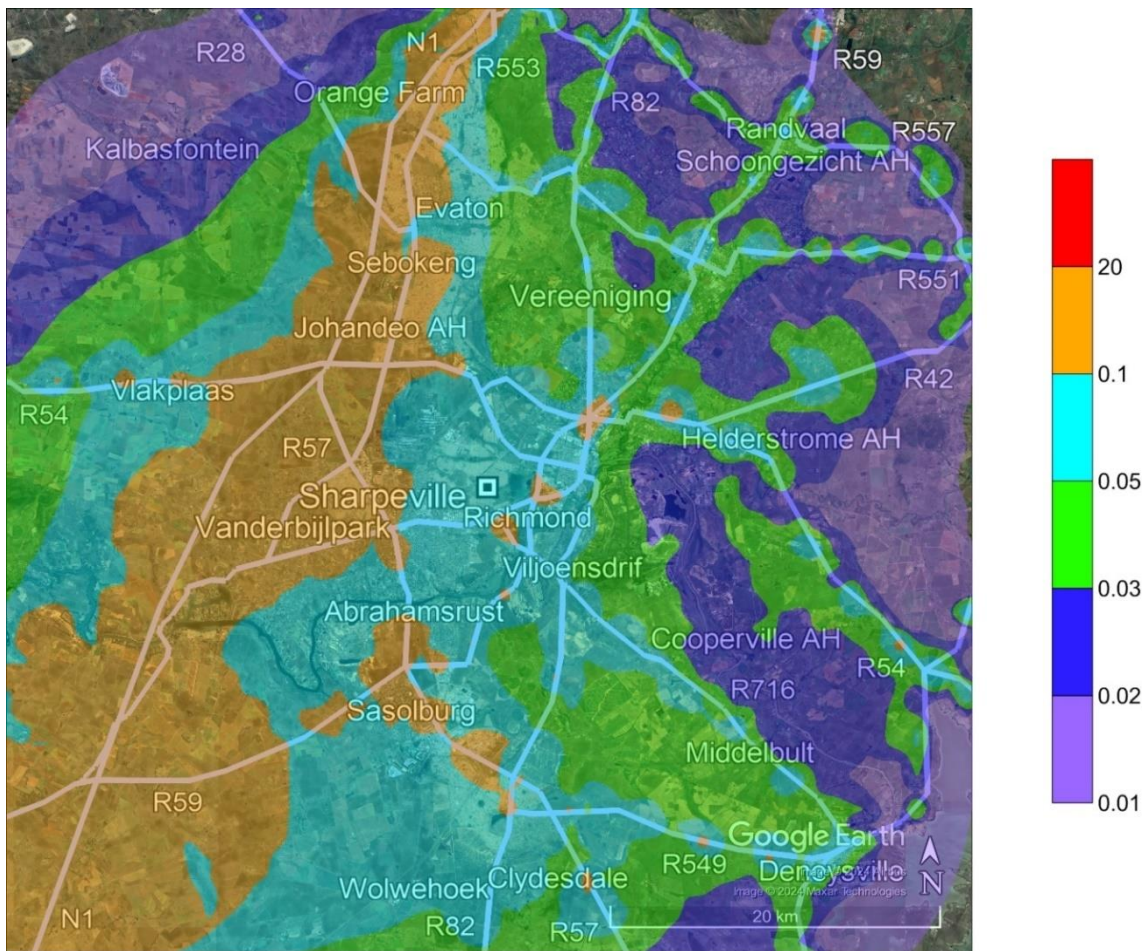 R28
N1
R553
R59
Orange Farm
R82
Kalbasfontein
Randvaal
R557
Schoongezicht AH
Evaton
Sebokeng
R551
Vereeniging
20
Johandeo AH
0.1
Vlakplaas
R42
R54
R57
Helderstrome AH
0.05
Sharpeville
Richmond
Vanderbijlpark
Viljoensdrif
0.03
Abrahamsrust
Cooperville AH
R54
R716
0.02
Sasolburg
Middelbult
R59
0.01
Google Earth
R549
Deneysville
Image © 2024 Maxar Technologies
Wolwehoek
Clydesdale
N
N1
R82
R57
20 km